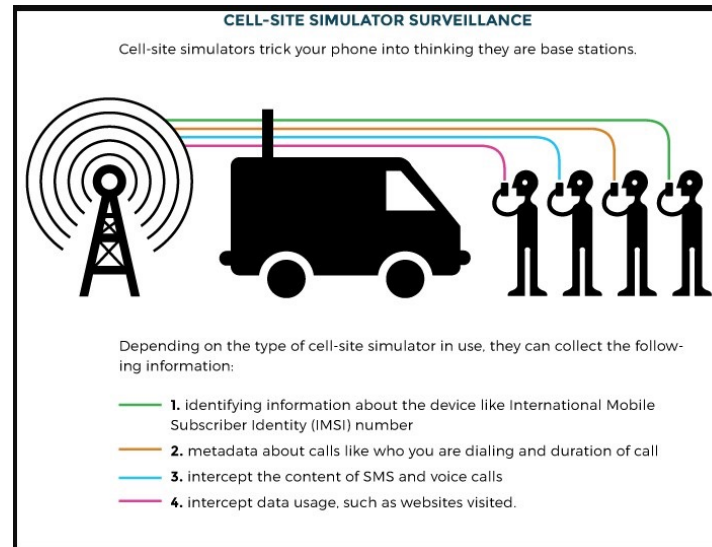 CELL-SITE SIMULATOR SURVEILLANCE
Cell-site simulators trick your phone into thinking they are base stations.
Depending on the type of cell-site simulator in use, they can collect the follow-
ing information:
1. identifying information about the device like International Mobile
Subscriber Identity (IMSI) number
2. metadata about calls like who you are dialing and duration of call
3. intercept the content of SMS and voice calls
4. intercept data usage, such as websites visited.